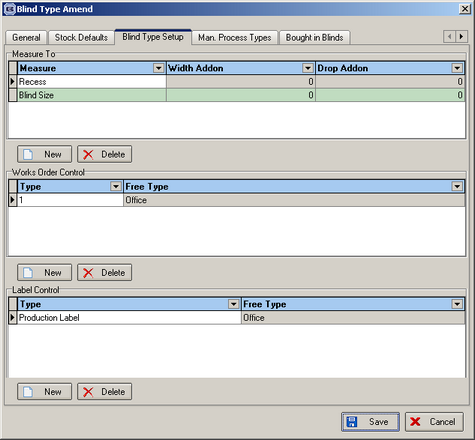 Blind Type Amend
General Stock Defaults Blind Type Setup Man. Process Types Bought in Blinds
Measure To
Measure Width Addon Drop Addon
Recess 0 0
Blind Size 0 0
New Delete
Works Order Control
Type Free Type
1 Office
New Delete
Label Control
Type Free Type
Production Label Office
New Delete
Save Cancel